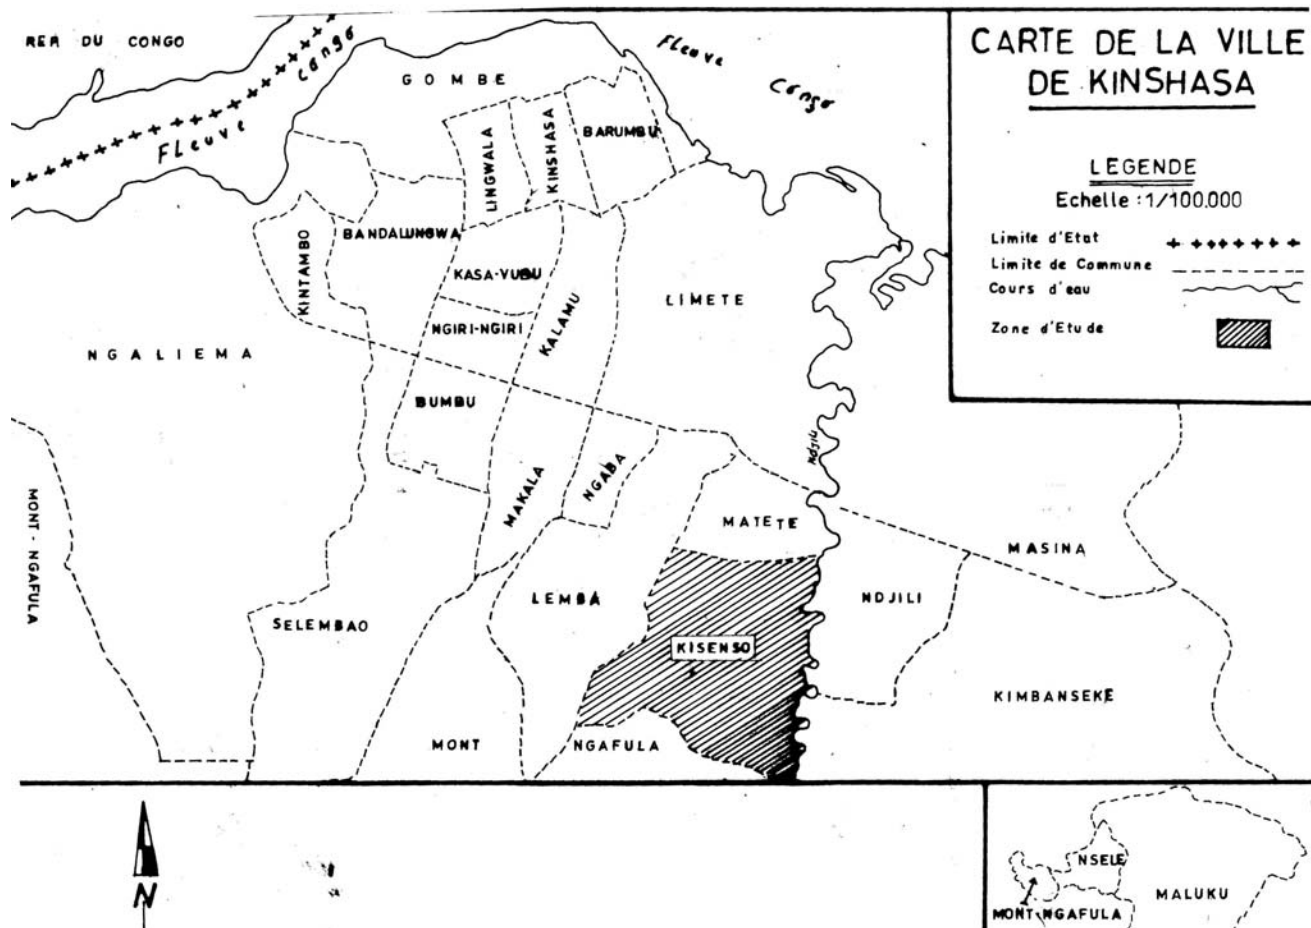 CARTE DE LA VILLE
DE KINSHASA
LEGENDE
Echelle : 1/100.000
Limite d'Etat
Limite de Commune
Cours d'eau
Zone d'Etude
REP DU CONGO
Fleuve
Congo
Fleuve
Congo
GOMBE
LINGWALA
KINSHASA
BARUMBU
KINTAMBO
BANDALUNGWA
KASA-VUBU
NGIRI-NGIRI
KALAMU
LIMETE
NGALIEMA
BUMBU
MAKALA
NGABA
Ndjili
MATETE
MASINA
MONT-NGAFULA
SELEMBAO
LEMBA
KISENSO
NDJILI
KIMBANSEKE
MONT
NGAFULA
N
NSELE
MALUKU
MONT-NGAFULA